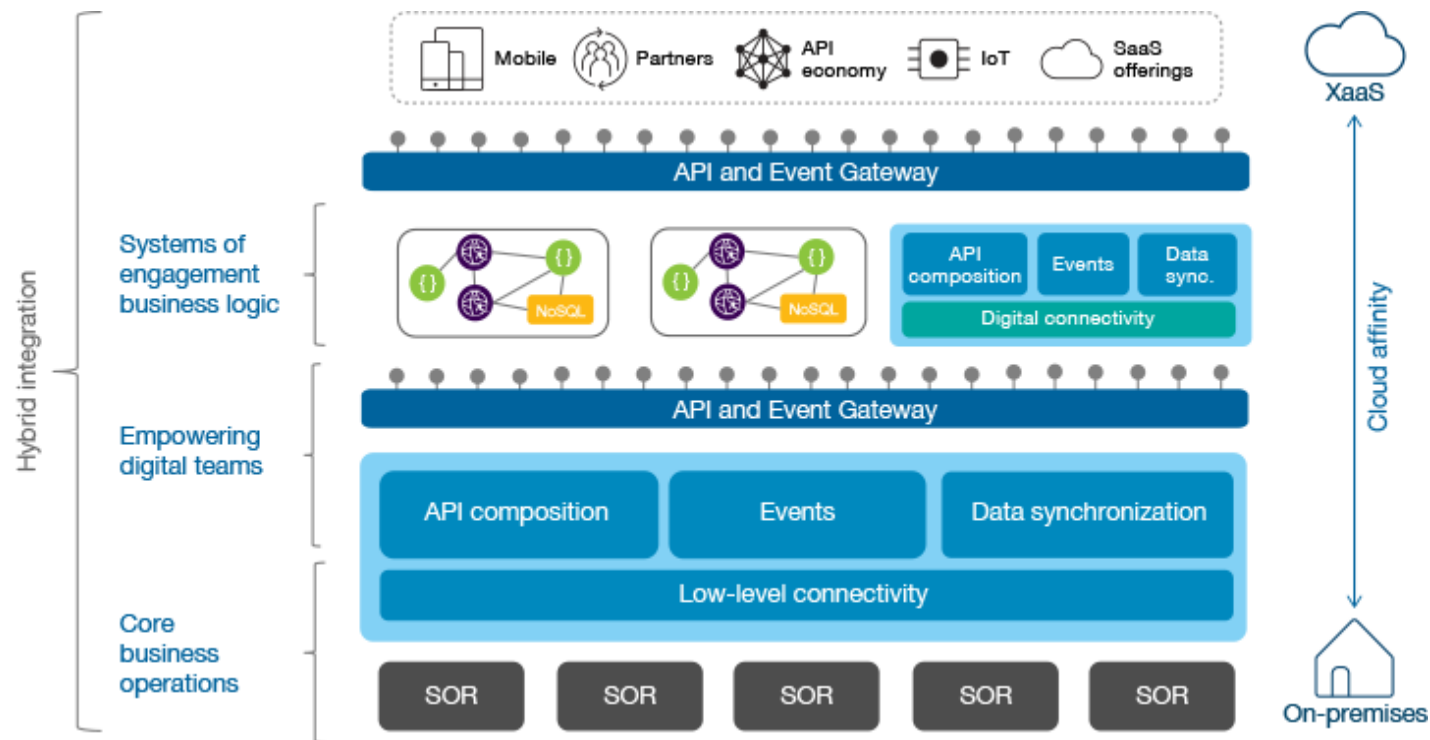 Mobile
Partners
API
economy
IoT
SaaS
offerings
XaaS
API and Event Gateway
Systems of
engagement
business logic
{ }
{ }
NoSQL
{ }
{ }
NoSQL
API
composition
Events
Data
sync.
Digital connectivity
Hybrid integration
Cloud affinity
API and Event Gateway
Empowering
digital teams
API composition
Events
Data synchronization
Low-level connectivity
Core
business
operations
SOR
SOR
SOR
SOR
SOR
On-premises